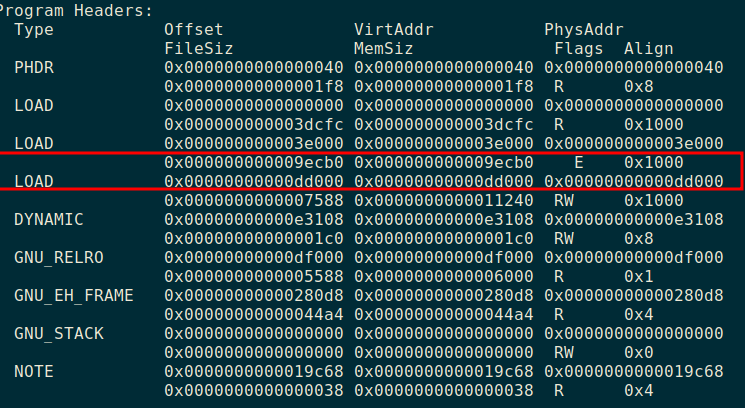 Program Headers:
  Type           Offset             VirtAddr           PhysAddr
                 FileSiz            MemSiz              Flags  Align
  PHDR           0x0000000000000040 0x0000000000000040 0x0000000000000040
                 0x00000000000001f8 0x00000000000001f8  R      0x8
  LOAD           0x0000000000000000 0x0000000000000000 0x0000000000000000
                 0x000000000003dcfc 0x000000000003dcfc  R      0x1000
  LOAD           0x000000000003e000 0x000000000003e000 0x000000000003e000
                 0x000000000009ecb0 0x000000000009ecb0    E    0x1000
  LOAD           0x00000000000dd000 0x00000000000dd000 0x00000000000dd000
                 0x0000000000007588 0x0000000000011240  RW     0x1000
  DYNAMIC        0x00000000000e3108 0x00000000000e3108 0x00000000000e3108
                 0x00000000000001c0 0x00000000000001c0  RW     0x8
  GNU_RELRO      0x00000000000df000 0x00000000000df000 0x00000000000df000
                 0x0000000000005588 0x0000000000006000  R      0x1
  GNU_EH_FRAME   0x00000000000280d8 0x00000000000280d8 0x00000000000280d8
                 0x00000000000044a4 0x00000000000044a4  R      0x4
  GNU_STACK      0x0000000000000000 0x0000000000000000 0x0000000000000000
                 0x0000000000000000 0x0000000000000000  RW     0x0
  NOTE           0x0000000000019c68 0x0000000000019c68 0x0000000000019c68
                 0x0000000000000038 0x0000000000000038  R      0x4